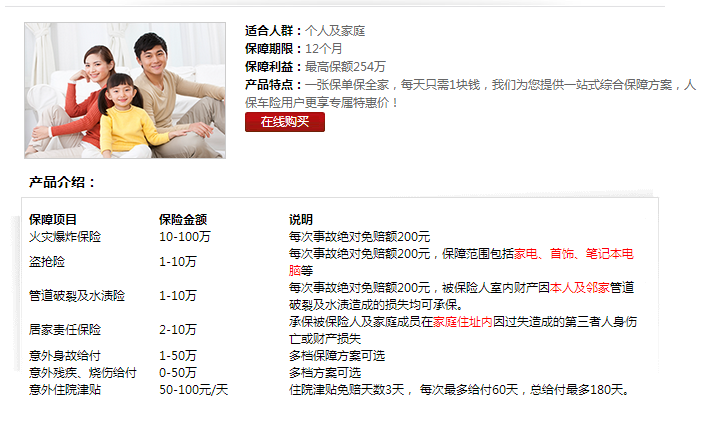 适合人群：个人及家庭
保障期限：12个月
保障利益：最高保额254万
产品特点：一张保单保全家，每天只需1块钱，我们为您提供一站式综合保障方案，人
保车险用户更享专属特惠价！
在线购买
产品介绍：
保障项目 保险金额 说明
火灾爆炸保险 10-100万 每次事故绝对免赔额200元
盗抢险 1-10万 每次事故绝对免赔额200元，保障范围包括家电、首饰、笔记本电
脑等
管道破裂及水渍险 1-10万 每次事故绝对免赔额200元，被保险人室内财产因本人及邻家管道
破裂及水渍造成的损失均可承保。
居家责任保险 2-10万 承保被保险人及家庭成员在家庭住址内因过失造成的第三者人身伤
亡或财产损失
意外身故给付 1-50万 多档保障方案可选
意外残疾、烧伤给付 0-50万 多档方案可选
意外住院津贴 50-100元/天 住院津贴免赔天数3天， 每次最多给付60天，总给付最多180天。